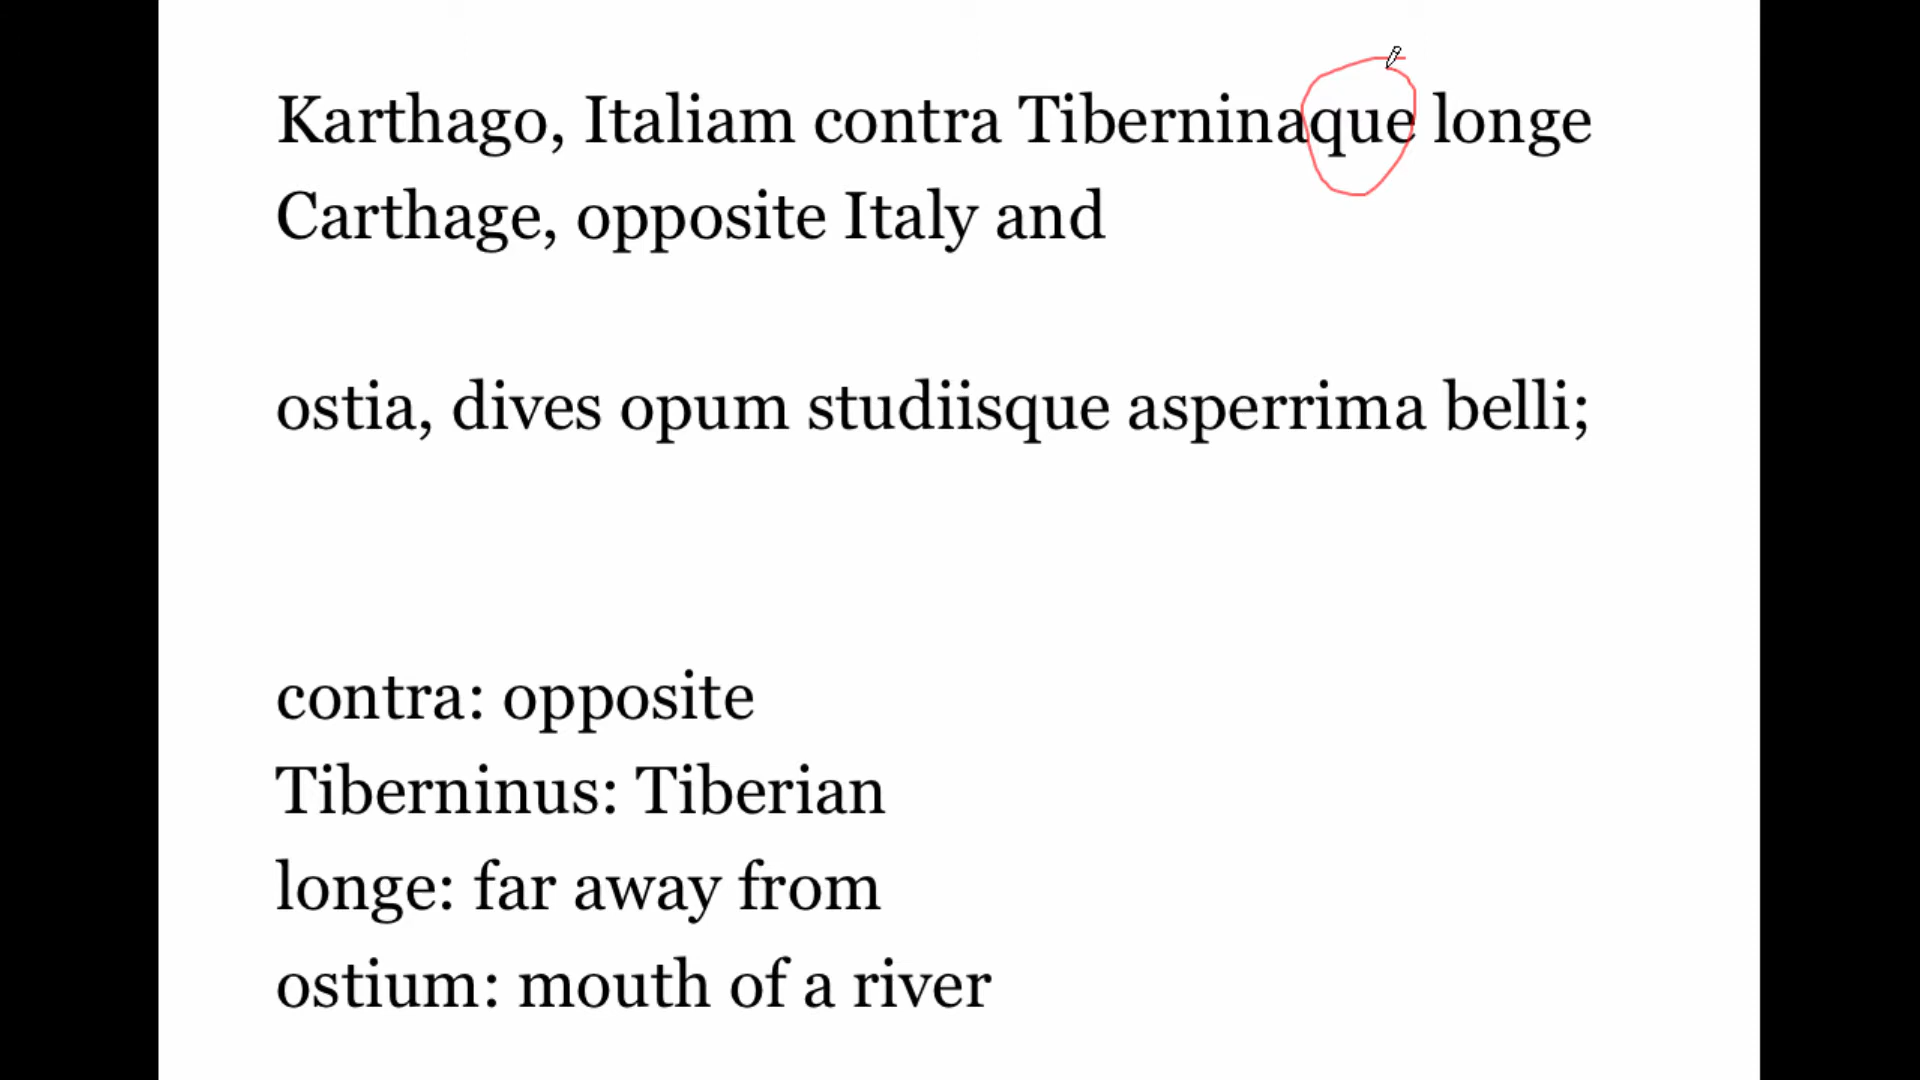 Karthago, Italiam contra Tiberninaque longe
Carthage, opposite Italy and
ostia, dives opum studiisque asperrima belli;
contra: opposite
Tiberninus: Tiberian
longe: far away from
ostium: mouth of a river